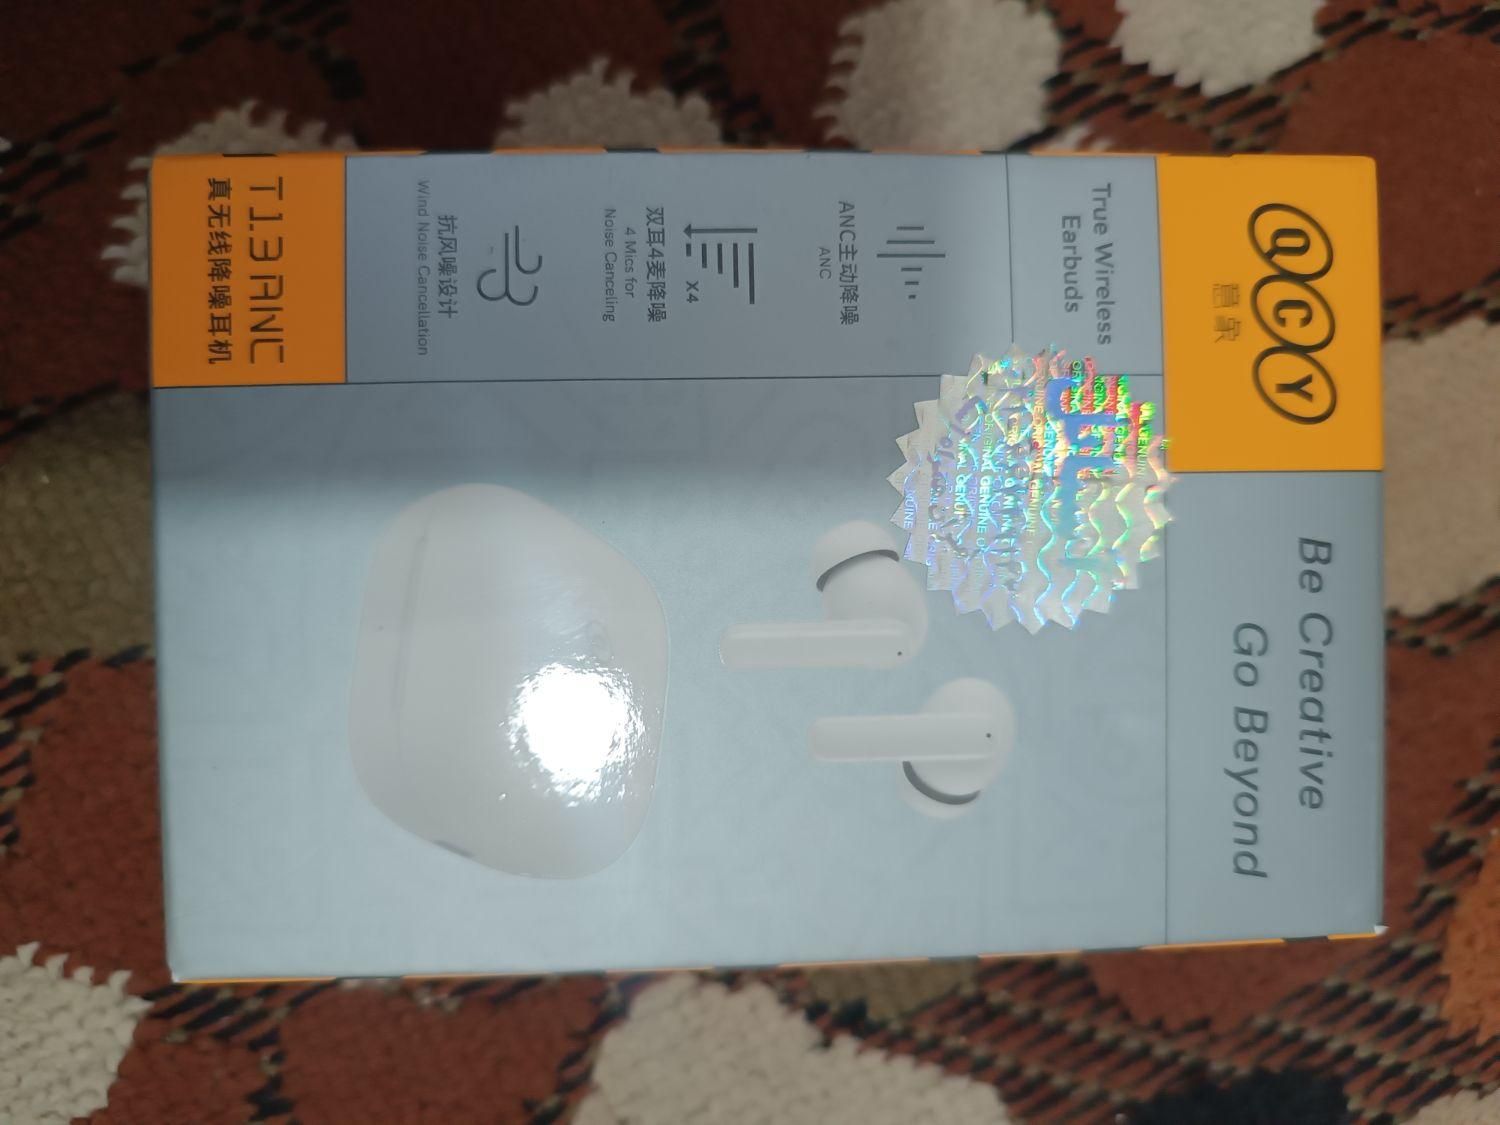 QCY
意象
Be Creative
Go Beyond
True Wireless
Earbuds
ANC主动降噪
ANC
X4
双耳4麦降噪
4 Mics for
Noise Canceling
抗风噪设计
Wind Noise Cancellation
T13 ANC
真无线降噪耳机
ORIGINAL GENUINE